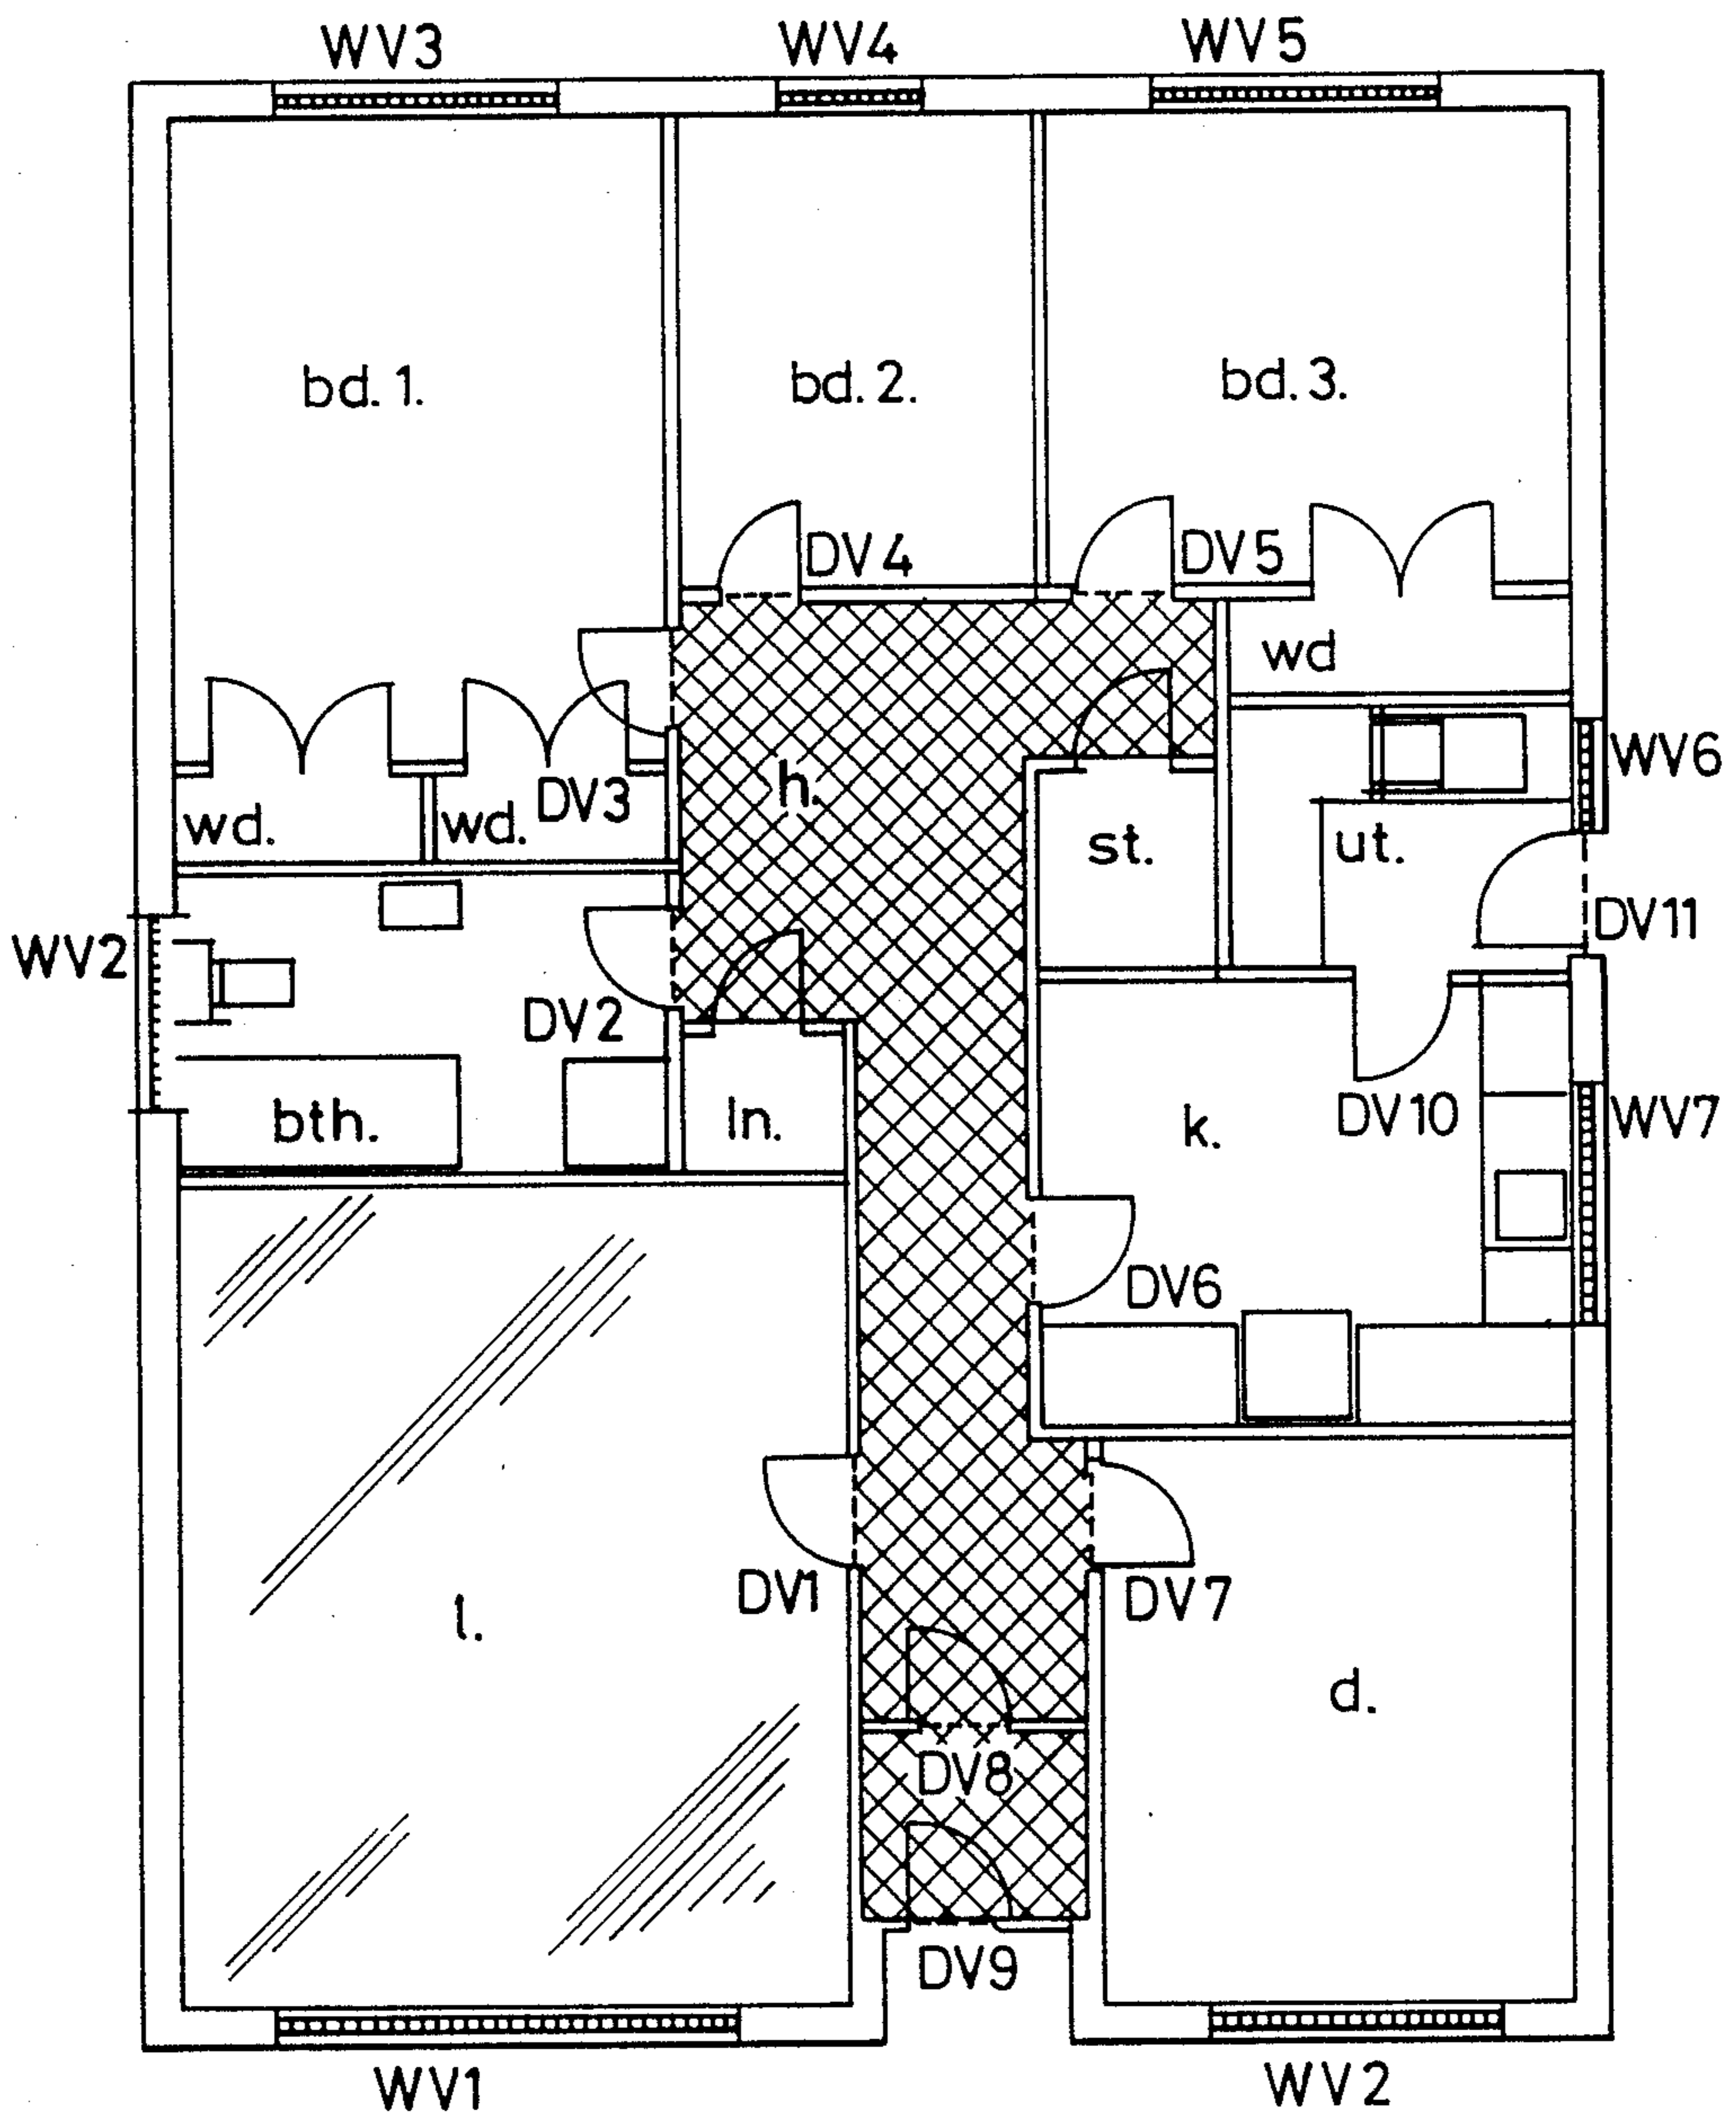 WV3 WV4 WV5
bd.1. bd.2. bd.3.
DV4 DV5
wd
WV6
h.
DV3
wd. wd.
st. ut.
DV11
WV2
DV2
bth. ln. k. DV10 WV7
DV6
DV1 DV7
l.
d.
DV8
DV9
WV1 WV2